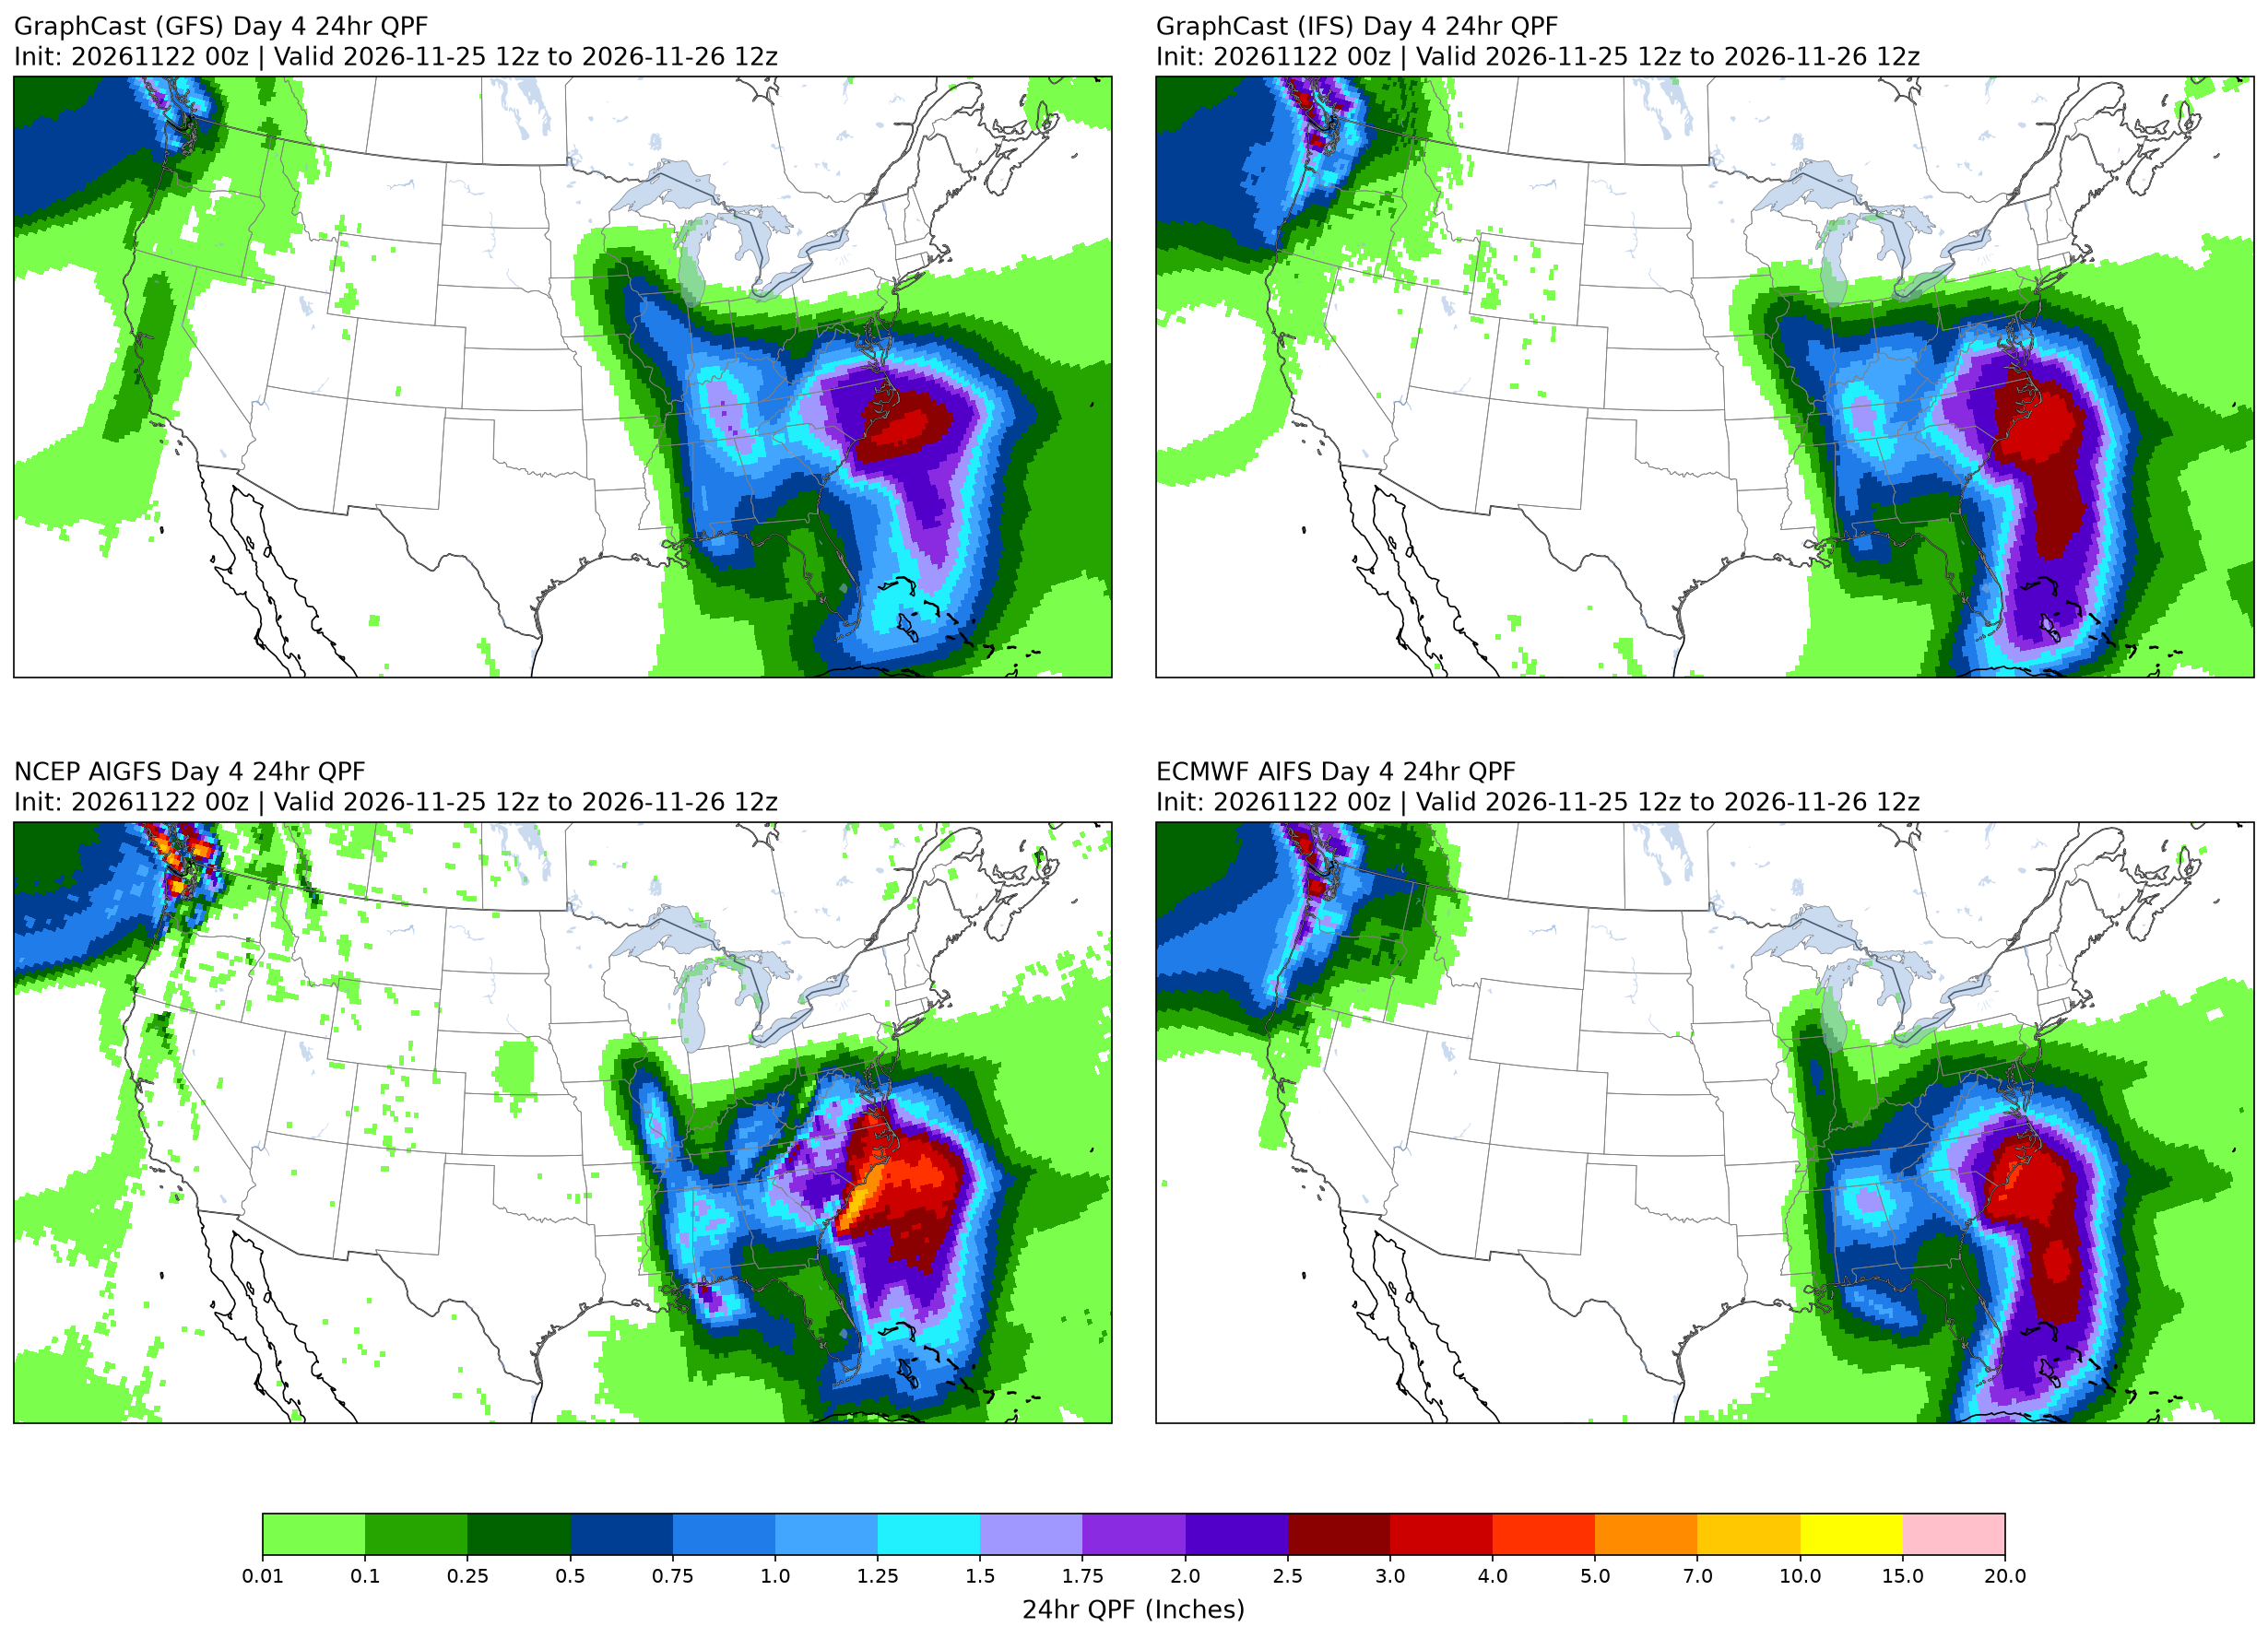 GraphCast (GFS) Day 4 24hr QPF
Init: 20261122 00z | Valid 2026-11-25 12z to 2026-11-26 12z
GraphCast (IFS) Day 4 24hr QPF
Init: 20261122 00z | Valid 2026-11-25 12z to 2026-11-26 12z
NCEP AIGFS Day 4 24hr QPF
Init: 20261122 00z | Valid 2026-11-25 12z to 2026-11-26 12z
ECMWF AIFS Day 4 24hr QPF
Init: 20261122 00z | Valid 2026-11-25 12z to 2026-11-26 12z
0.01 0.1 0.25 0.5 0.75 1.0 1.25 1.5 1.75 2.0 2.5 3.0 4.0 5.0 7.0 10.0 15.0 20.0
24hr QPF (Inches)